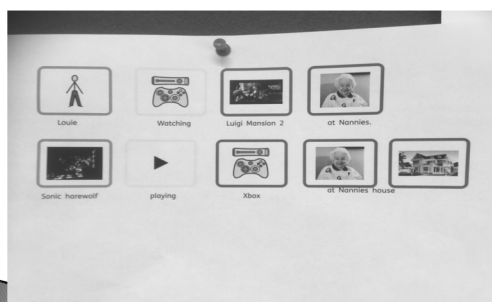 Louie Watching Luigi Mansion 2 at Nannies.
Sonic harewolf playing Xbox at Nannies house